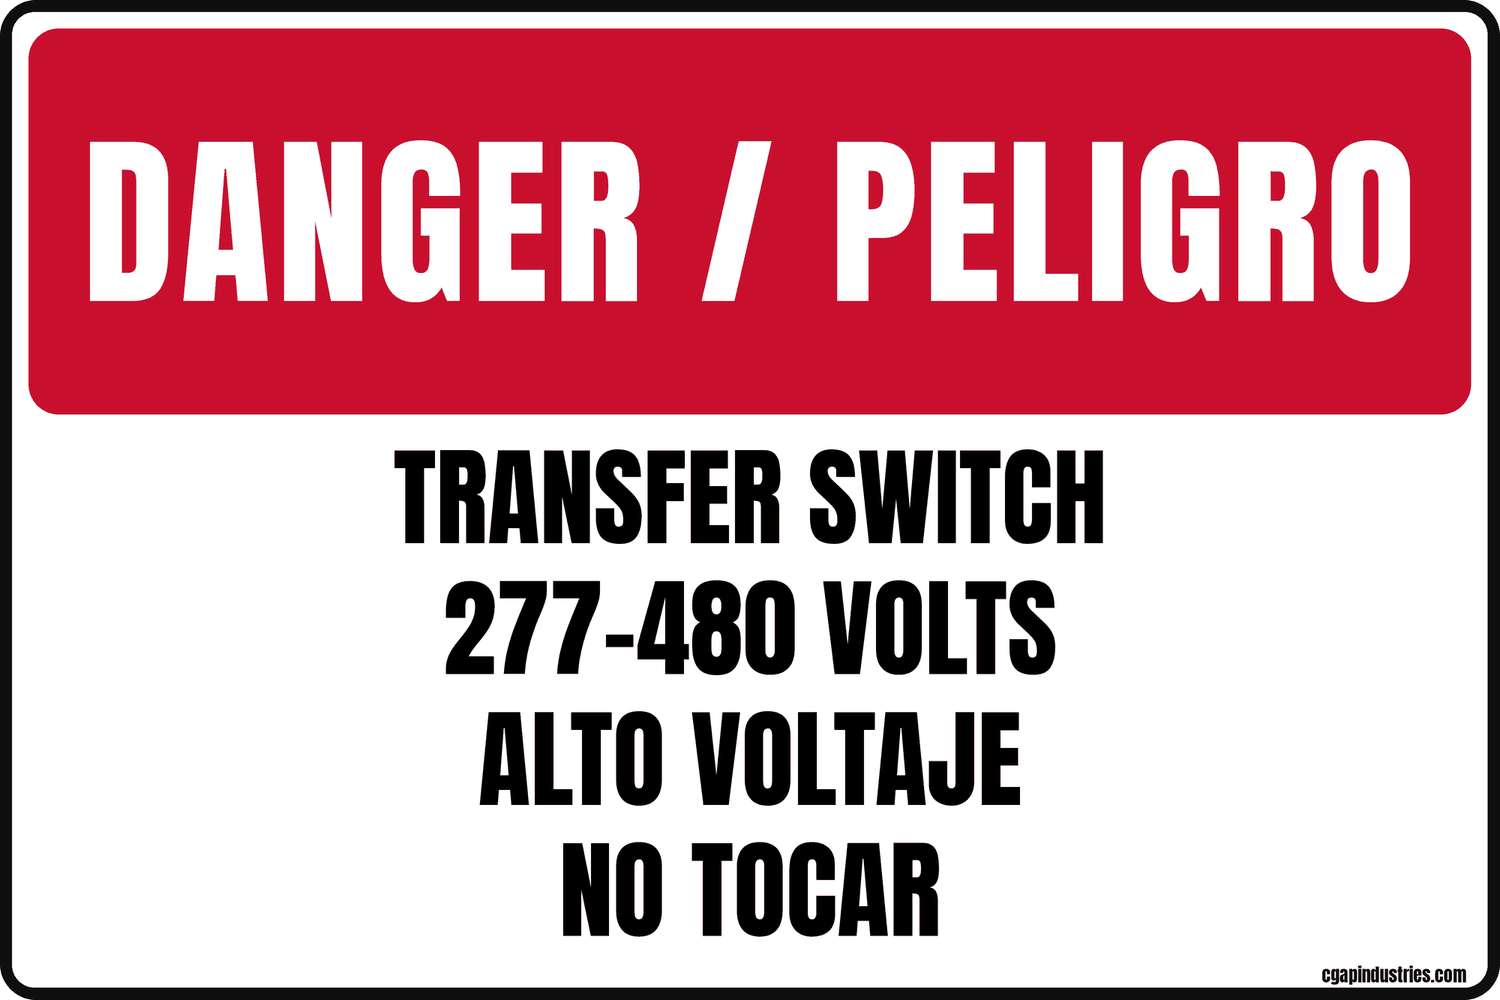 DANGER / PELIGRO
TRANSFER SWITCH
277-480 VOLTS
ALTO VOLTAJE
NO TOCAR
cgapindustries.com